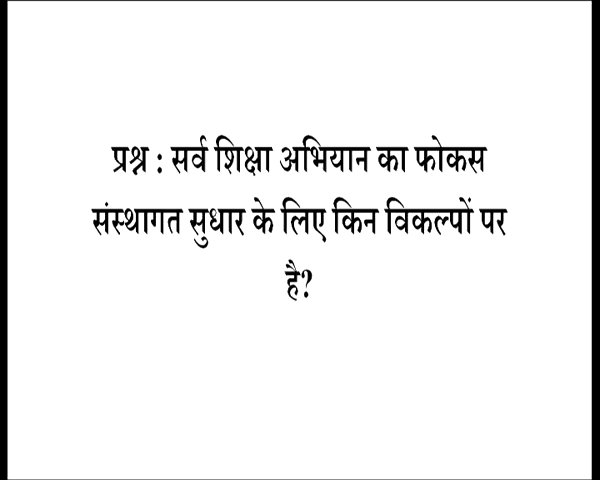 प्रश्न : सर्व शिक्षा अभियान का फोकस
संस्थागत सुधार के लिए किन विकल्पों पर
है?